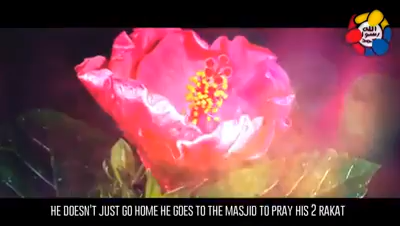 HE DOESN'T JUST GO HOME HE GOES TO THE MASJID TO PRAY HIS 2 RAKAT